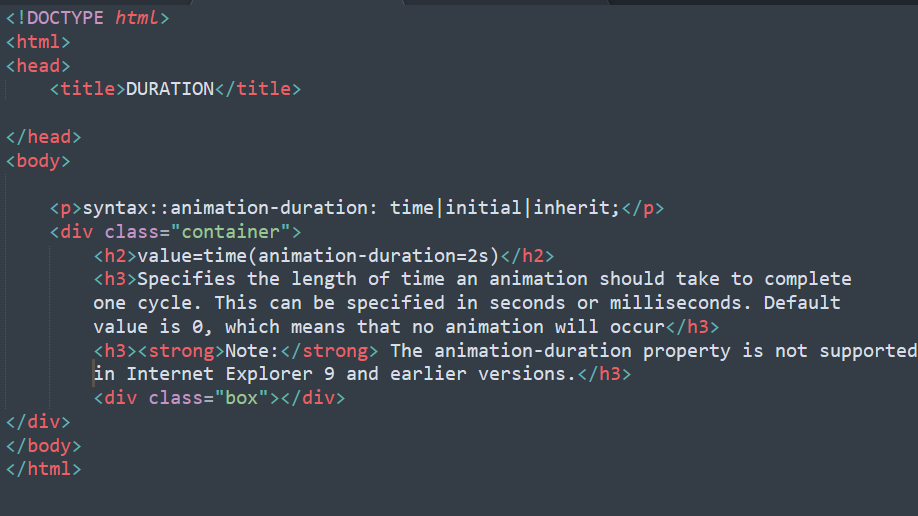 <!DOCTYPE html>
<html>
<head>
<title>DURATION</title>
</head>
<body>
<p>syntax::animation-duration: time|initial|inherit;</p>
<div class="container">
<h2>value=time(animation-duration=2s)</h2>
<h3>Specifies the length of time an animation should take to complete
one cycle. This can be specified in seconds or milliseconds. Default
value is 0, which means that no animation will occur</h3>
<h3><strong>Note:</strong> The animation-duration property is not supported
in Internet Explorer 9 and earlier versions.</h3>
<div class="box"></div>
</div>
</body>
</html>